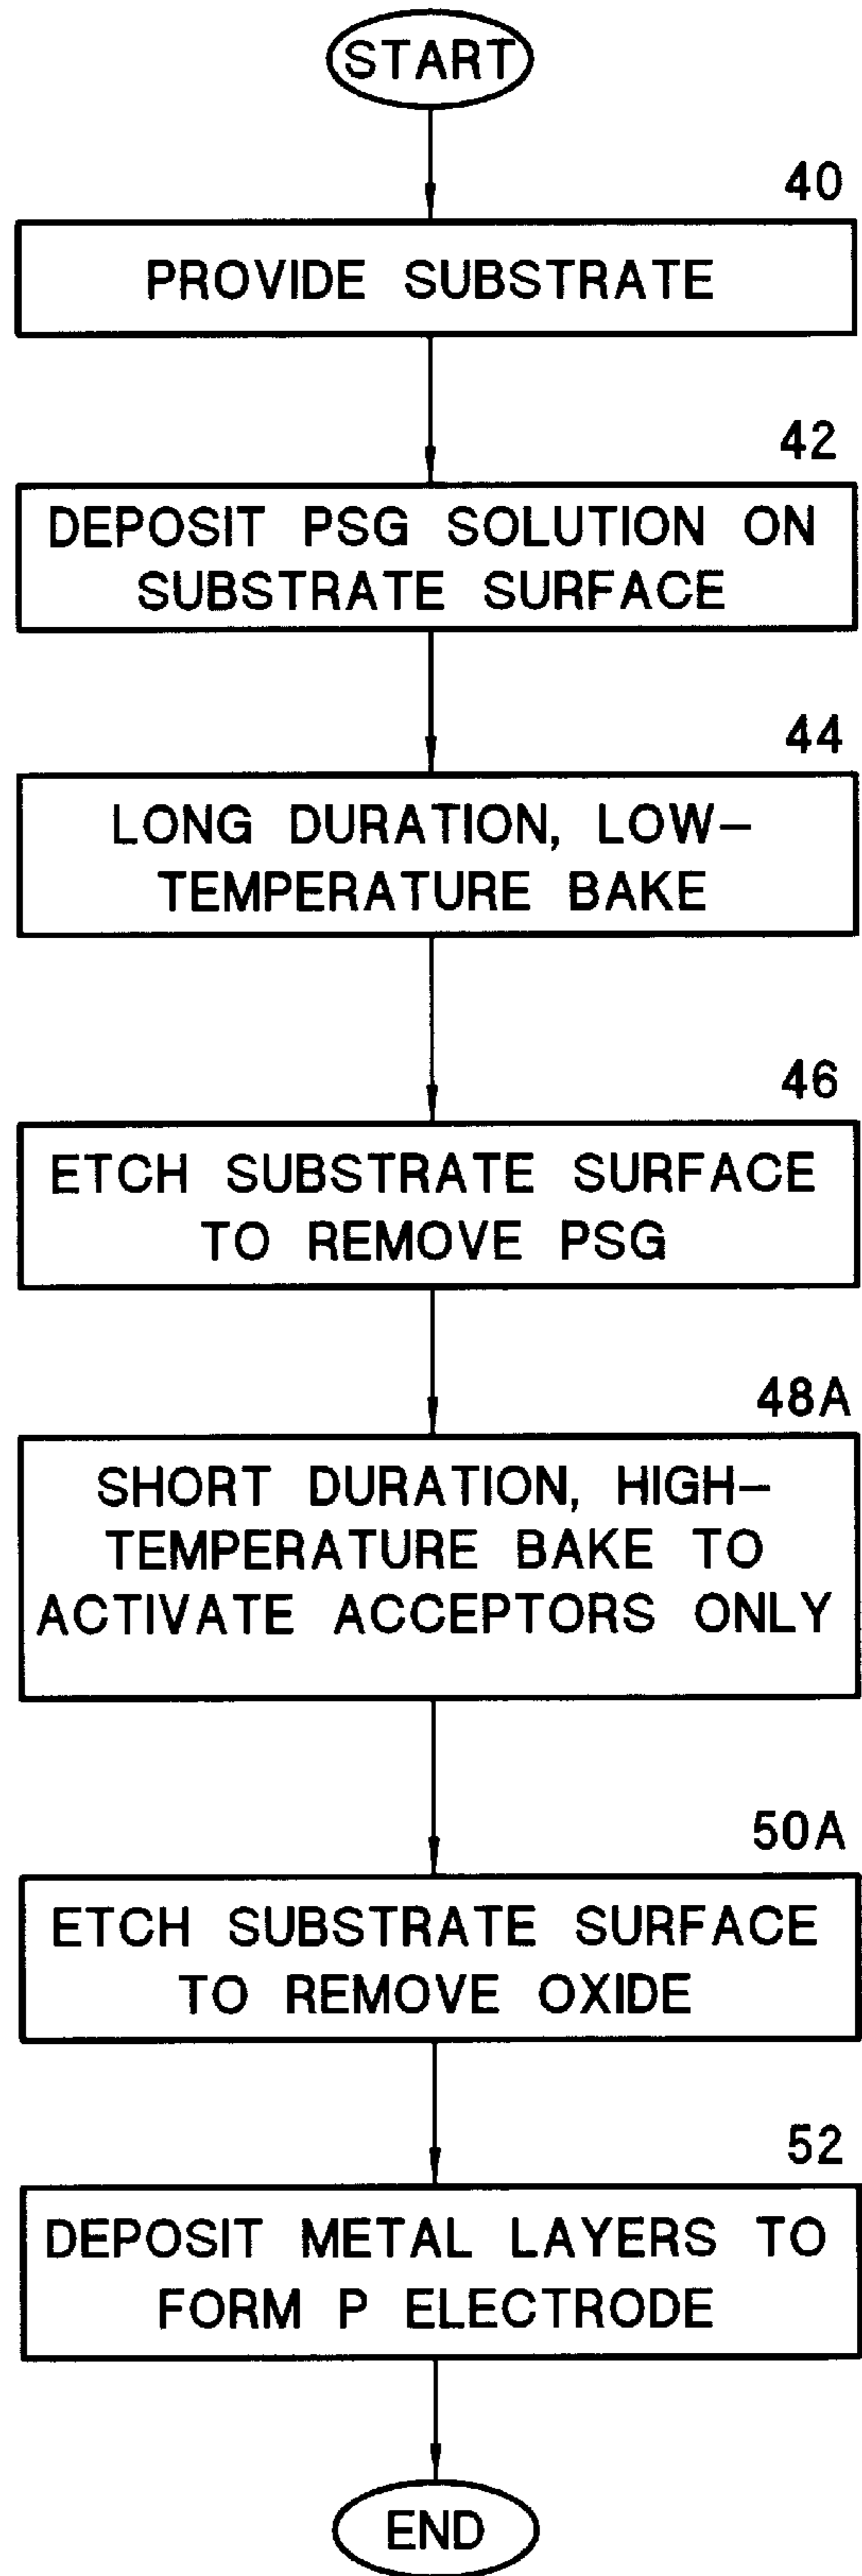 START
40
PROVIDE SUBSTRATE
42
DEPOSIT PSG SOLUTION ON
SUBSTRATE SURFACE
44
LONG DURATION, LOW–
TEMPERATURE BAKE
46
ETCH SUBSTRATE SURFACE
TO REMOVE PSG
48A
SHORT DURATION, HIGH–
TEMPERATURE BAKE TO
ACTIVATE ACCEPTORS ONLY
50A
ETCH SUBSTRATE SURFACE
TO REMOVE OXIDE
52
DEPOSIT METAL LAYERS TO
FORM P ELECTRODE
END